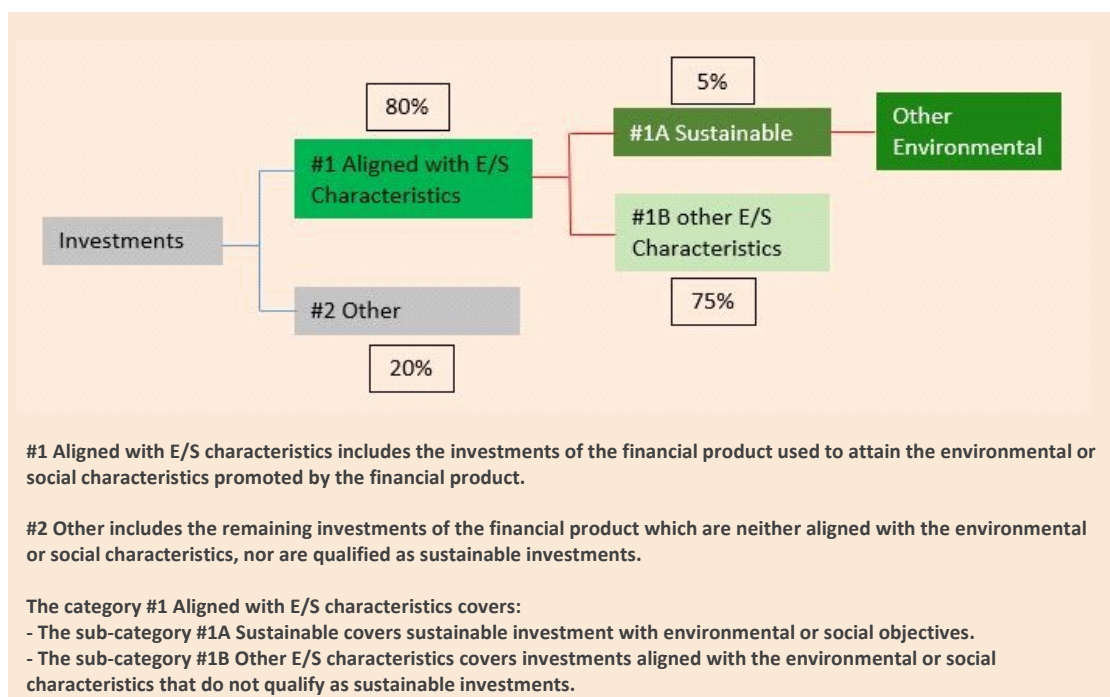 80%
5%
#1 Aligned with E/S
Characteristics
#1A Sustainable
Other
Environmental
Investments
#1B other E/S
Characteristics
#2 Other
75%
20%
#1 Aligned with E/S characteristics includes the investments of the financial product used to attain the environmental or
social characteristics promoted by the financial product.
#2 Other includes the remaining investments of the financial product which are neither aligned with the environmental
or social characteristics, nor are qualified as sustainable investments.
The category #1 Aligned with E/S characteristics covers:
- The sub-category #1A Sustainable covers sustainable investment with environmental or social objectives.
- The sub-category #1B Other E/S characteristics covers investments aligned with the environmental or social
characteristics that do not qualify as sustainable investments.